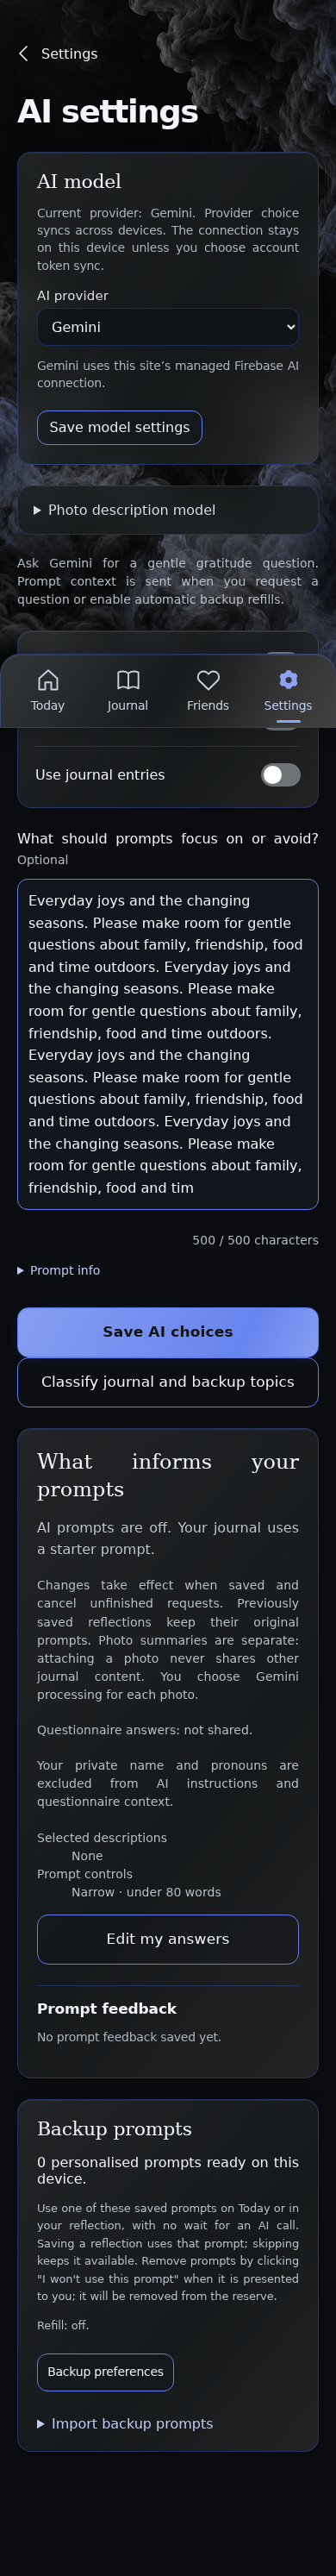 Settings
AI settings
AI model
Current provider: Gemini. Provider choice
syncs across devices. The connection stays
on this device unless you choose account
token sync.
AI provider
Gemini
Gemini uses this site’s managed Firebase AI
connection.
Save model settings
Photo description model
Ask Gemini for a gentle gratitude question.
Prompt context is sent when you request a
question or enable automatic backup refills.
Today
Journal
Friends
Settings
Use journal entries
What should prompts focus on or avoid?
Optional
Everyday joys and the changing
seasons. Please make room for gentle
questions about family, friendship, food
and time outdoors. Everyday joys and
the changing seasons. Please make
room for gentle questions about family,
friendship, food and time outdoors.
Everyday joys and the changing
seasons. Please make room for gentle
questions about family, friendship, food
and time outdoors. Everyday joys and
the changing seasons. Please make
room for gentle questions about family,
friendship, food and tim
500 / 500 characters
Prompt info
Save AI choices
Classify journal and backup topics
What informs your
prompts
AI prompts are off. Your journal uses
a starter prompt.
Changes take effect when saved and
cancel unfinished requests. Previously
saved reflections keep their original
prompts. Photo summaries are separate:
attaching a photo never shares other
journal content. You choose Gemini
processing for each photo.
Questionnaire answers: not shared.
Your private name and pronouns are
excluded from AI instructions and
questionnaire context.
Selected descriptions
None
Prompt controls
Narrow · under 80 words
Edit my answers
Prompt feedback
No prompt feedback saved yet.
Backup prompts
0 personalised prompts ready on this
device.
Use one of these saved prompts on Today or in
your reflection, with no wait for an AI call.
Saving a reflection uses that prompt; skipping
keeps it available. Remove prompts by clicking
"I won't use this prompt" when it is presented
to you; it will be removed from the reserve.
Refill: off.
Backup preferences
Import backup prompts